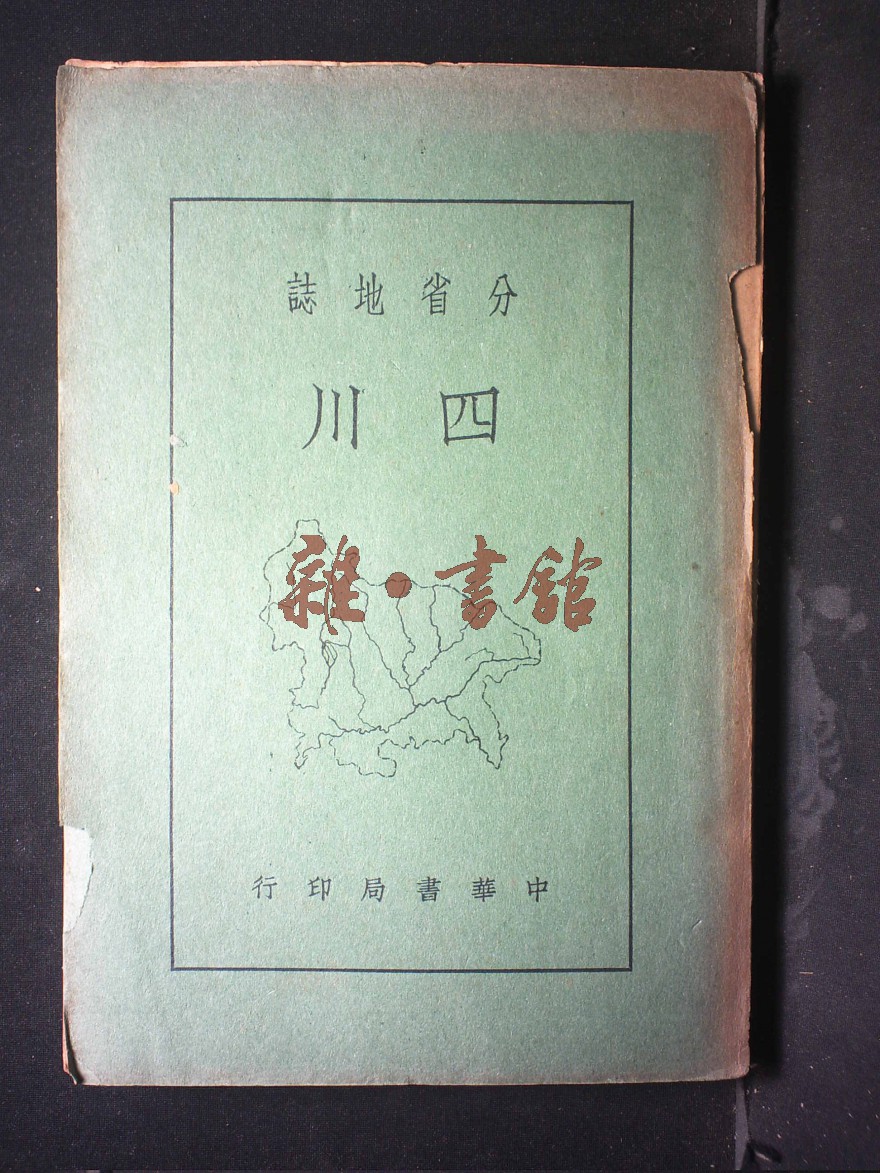 分省地誌
四川
雜·書館
中華書局印行